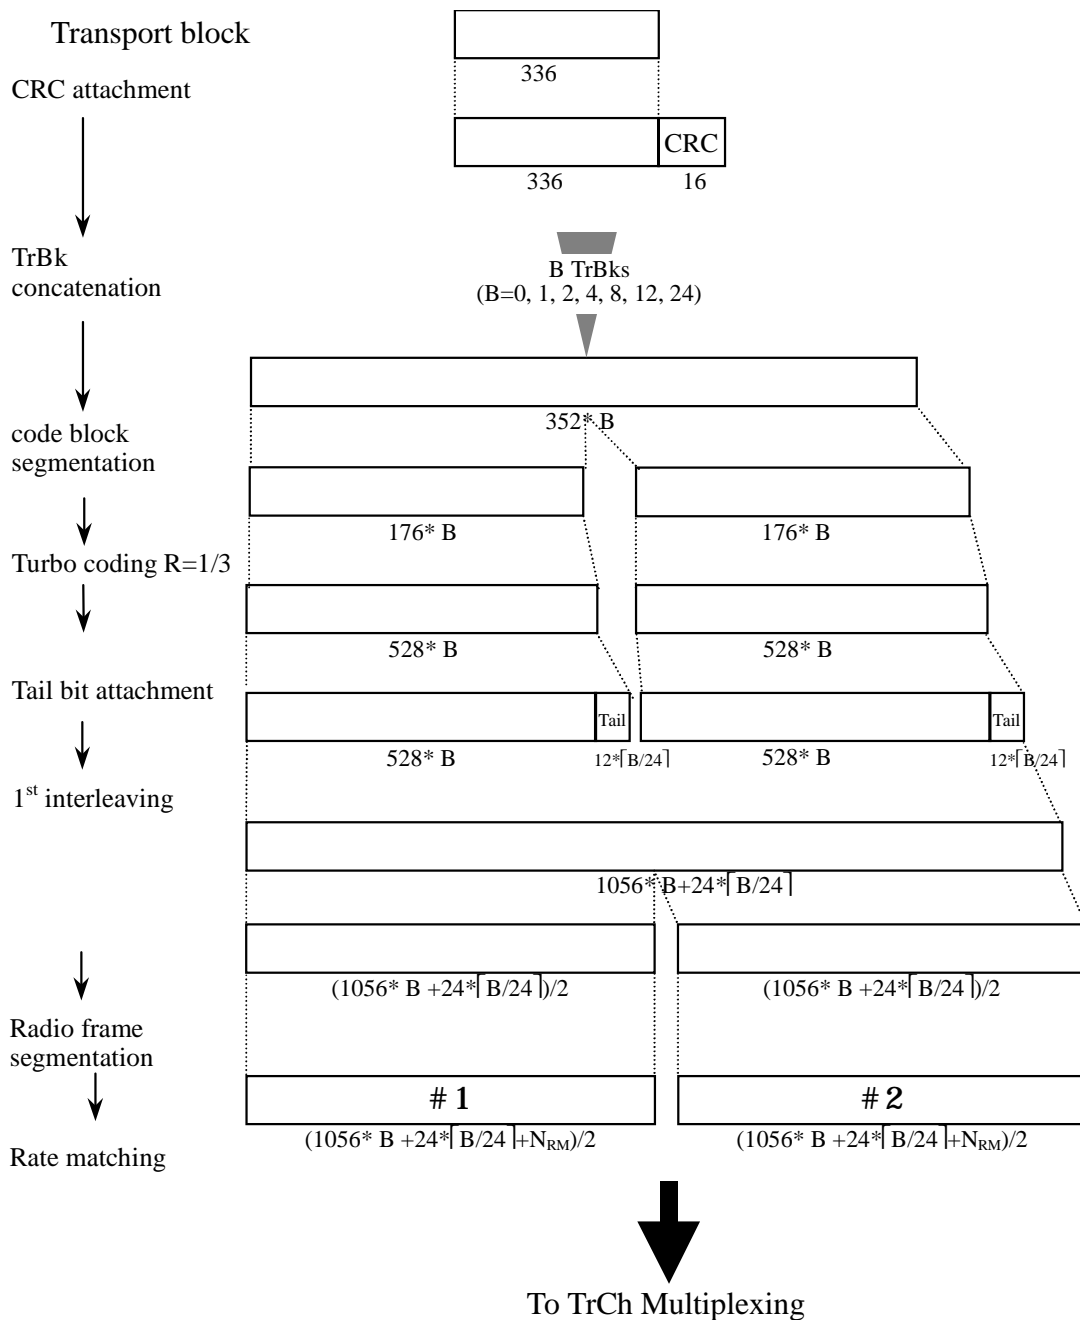 Transport block
336
CRC attachment
CRC
336 16
TrBk
concatenation
B TrBks
(B=0, 1, 2, 4, 8, 12, 24)
352* B
code block
segmentation
176* B 176* B
Turbo coding R=1/3
528* B 528* B
Tail bit attachment
Tail Tail
528* B 12*⌈B/24⌉ 528* B 12*⌈B/24⌉
1st interleaving
1056* B+24*⌈B/24⌉
(1056* B +24*⌈B/24⌉)/2 (1056* B +24*⌈B/24⌉)/2
Radio frame
segmentation
#1 #2
(1056* B +24*⌈B/24⌉+NRM)/2 (1056* B +24*⌈B/24⌉+NRM)/2
Rate matching
To TrCh Multiplexing